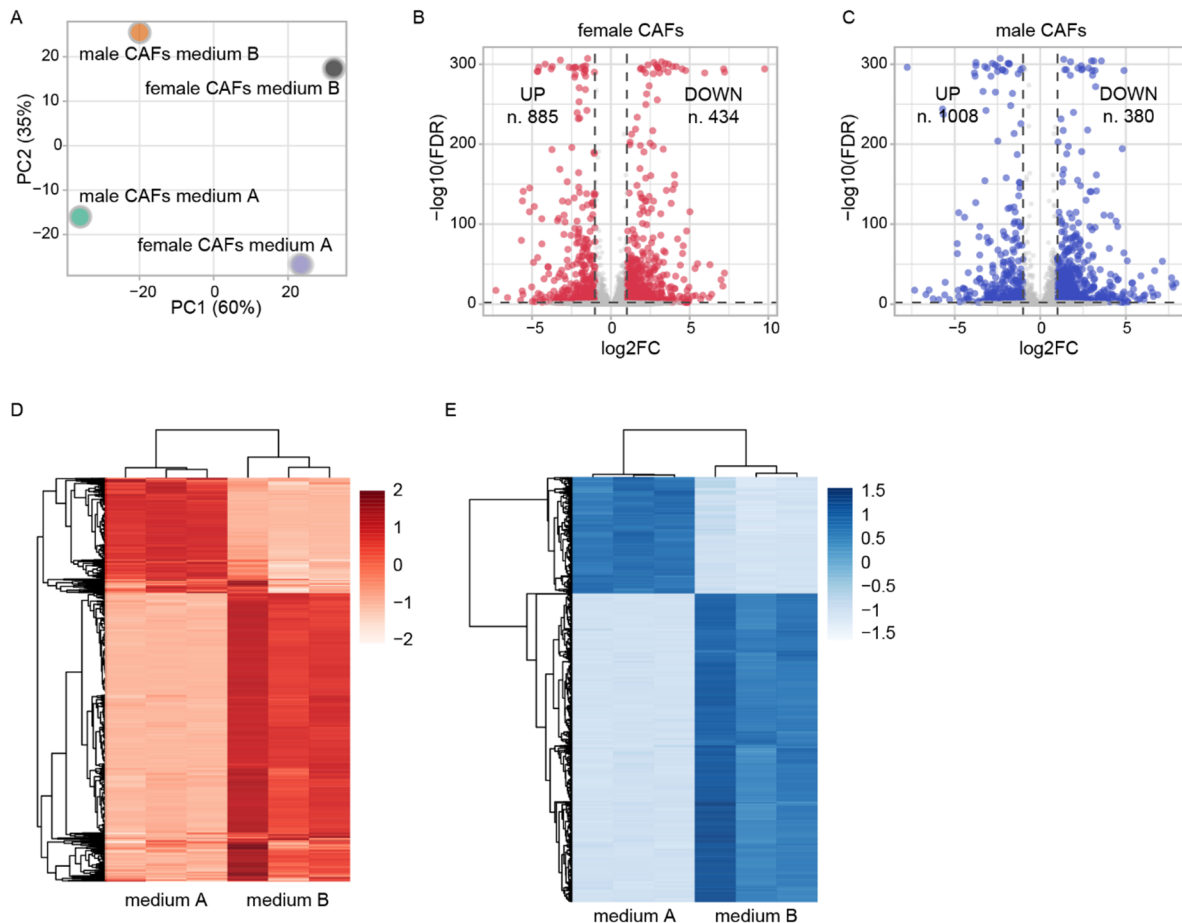 A
male CAFs medium B
female CAFs medium B
male CAFs medium A
female CAFs medium A
20
10
0
−10
−20
PC2 (35%)
−20
0
20
PC1 (60%)
B
female CAFs
300
200
100
0
−log10(FDR)
UP
n. 885
DOWN
n. 434
−5
0
5
10
log2FC
C
male CAFs
300
200
100
0
−log10(FDR)
UP
n. 1008
DOWN
n. 380
−5
0
5
log2FC
D
2
1
0
−1
−2
medium A
medium B
E
1.5
1
0.5
0
−0.5
−1
−1.5
medium A
medium B